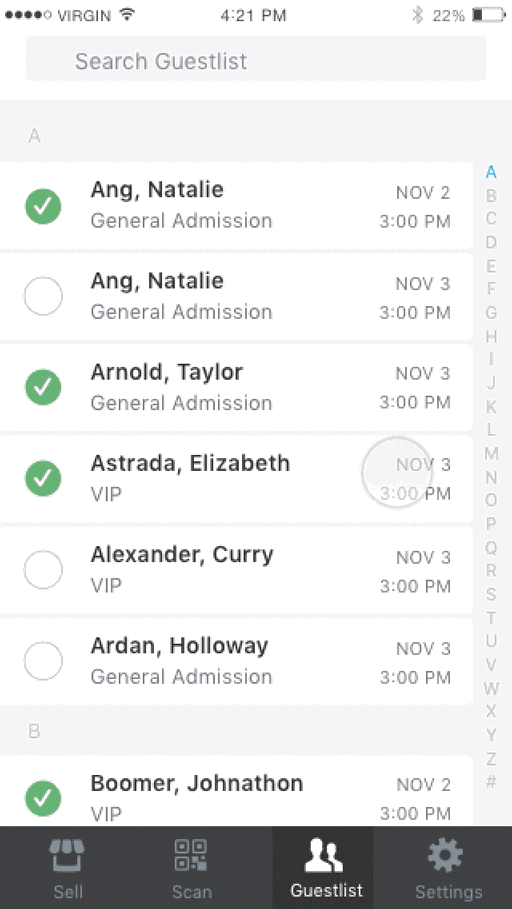 VIRGIN 4:21 PM 22%
Search Guestlist
A
Ang, Natalie NOV 2
General Admission 3:00 PM
Ang, Natalie NOV 3
General Admission 3:00 PM
Arnold, Taylor NOV 3
General Admission 3:00 PM
Astrada, Elizabeth NOV 3
VIP 3:00 PM
Alexander, Curry NOV 3
VIP 3:00 PM
Ardan, Holloway NOV 3
General Admission 3:00 PM
B
Boomer, Johnathon NOV 2
VIP 3:00 PM
A
B
C
D
E
F
G
H
I
J
K
L
M
N
O
P
Q
R
S
T
U
V
W
X
Y
Z
#
Sell Scan Guestlist Settings